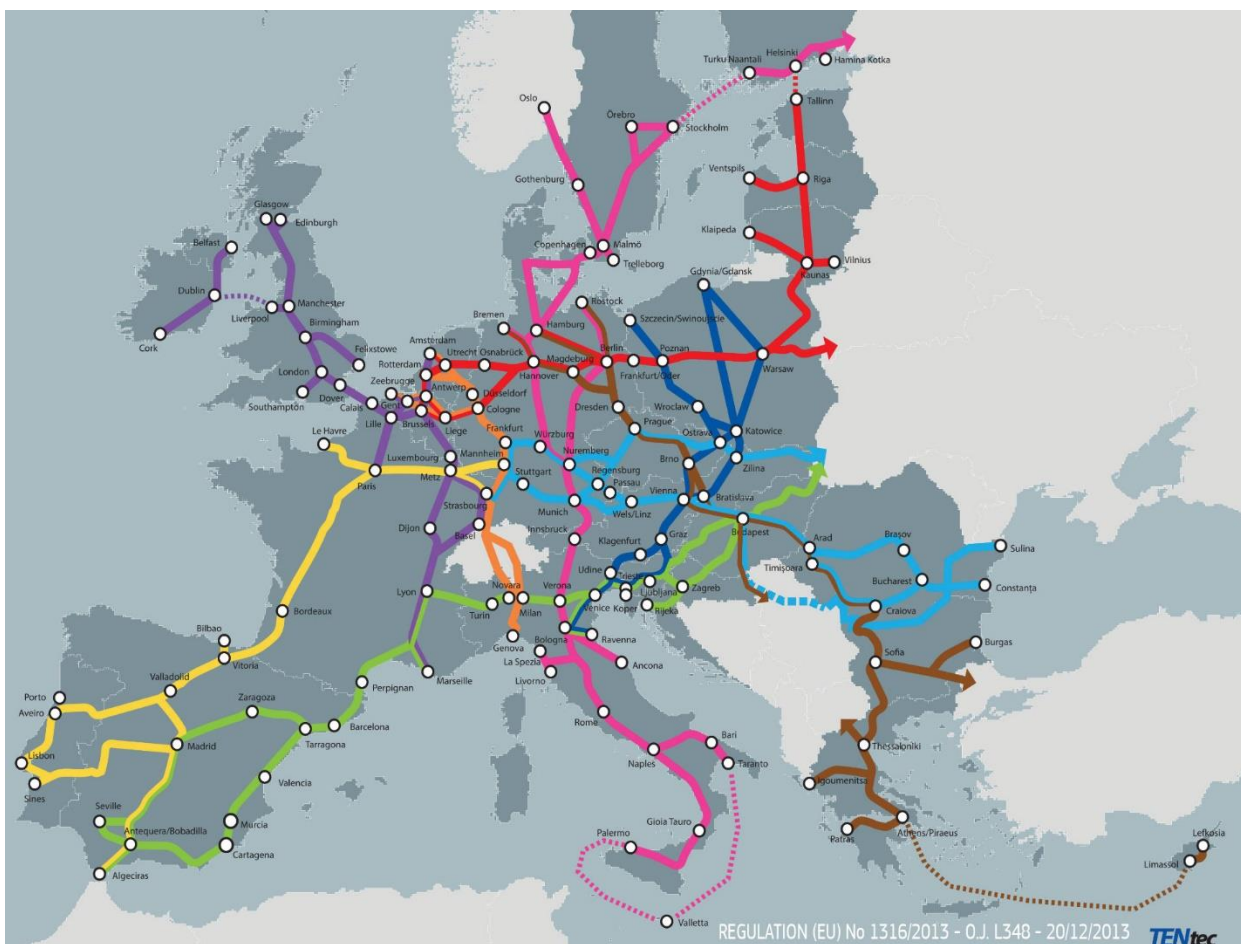 Helsinki
Turku Naantali
Hamina Kotka
Oslo
Örebro
Tallinn
Stockholm
Ventspils
Riga
Gothenburg
Glasgow
Edinburgh
Klaipeda
Belfast
Copenhagen
Malmö
Trelleborg
Vilnius
Kaunas
Gdynia/Gdansk
Dublin
Manchester
Rostock
Liverpool
Szczecin/Swinoujscie
Cork
Birmingham
Bremen
Hamburg
Amsterdam
Felixstowe
Utrecht
Osnabrück
Magdeburg
Berlin
Poznan
Rotterdam
Hannover
Frankfurt/Oder
Warsaw
London
Zeebrugge
Dover
Antwerp
Düsseldorf
Southampton
Calais
Gent
Cologne
Dresden
Wroclaw
Lille
Brussels
Liege
Prague
Katowice
Le Havre
Frankfurt
Würzburg
Ostrava
Luxembourg
Mannheim
Nuremberg
Brno
Zilina
Paris
Metz
Stuttgart
Regensburg
Passau
Strasbourg
Vienna
Bratislava
Munich
Wels/Linz
Dijon
Basel
Innsbruck
Budapest
Klagenfurt
Graz
Arad
Braşov
Sulina
Udine
Timişoara
Trieste
Lyon
Novara
Verona
Ljubljana
Zagreb
Bucharest
Constanţa
Turin
Milan
Venice
Koper
Rijeka
Craiova
Bordeaux
Bilbao
Genova
Bologna
Ravenna
Vitoria
La Spezia
Ancona
Sofia
Burgas
Livorno
Marseille
Valladolid
Porto
Aveiro
Zaragoza
Perpignan
Barcelona
Rome
Tarragona
Madrid
Bari
Thessaloniki
Lisbon
Naples
Taranto
Sines
Valencia
Igoumenitsa
Seville
Murcia
Gioia Tauro
Antequera/Bobadilla
Palermo
Patras
Athens/Piraeus
Lefkosia
Cartagena
Limassol
Algeciras
Valletta
REGULATION (EU) No 1316/2013 - O.J. L348 - 20/12/2013
TENtec